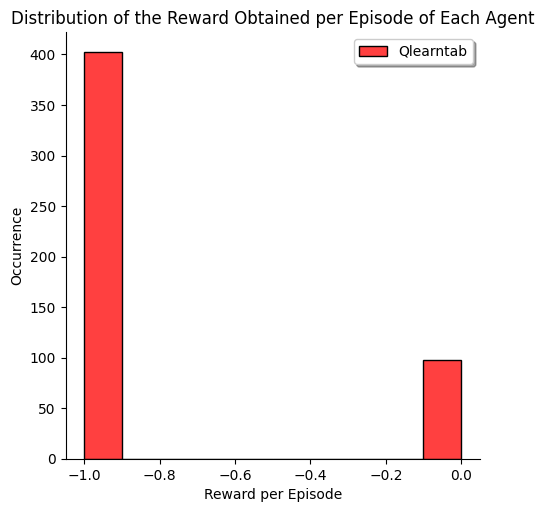 Distribution of the Reward Obtained per Episode of Each Agent
Qlearntab
400
350
300
250
200
150
100
50
0
Occurrence
−1.0 −0.8 −0.6 −0.4 −0.2 0.0
Reward per Episode